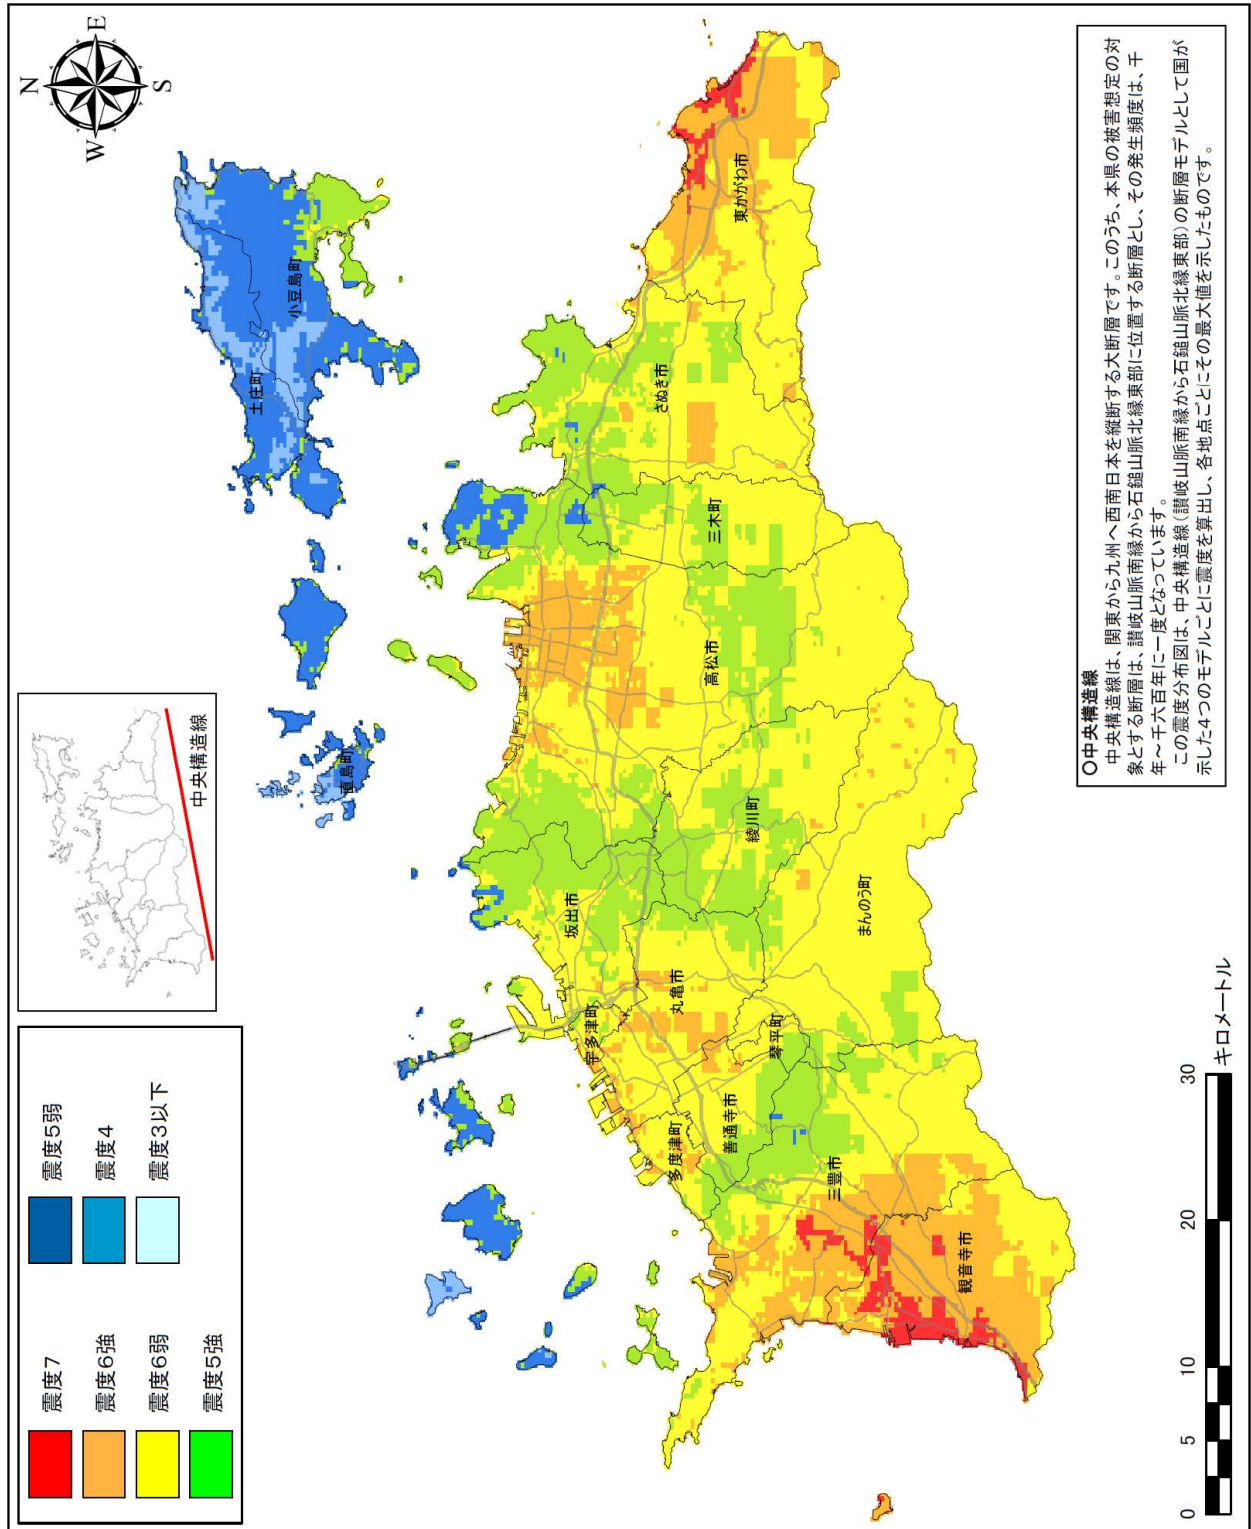 震度7
震度6強
震度6弱
震度5強
震度5弱
震度4
震度3以下
中央構造線
N
E
S
W
土庄町
小豆島町
直島町
東かがわ市
さぬき市
三木町
高松市
綾川町
坂出市
まんのう町
丸亀市
宇多津町
琴平町
善通寺市
多度津町
三豊市
観音寺市
0 5 10 20 30
キロメートル
〇中央構造線
中央構造線は、関東から九州へ西南日本を縦断する大断層です。このうち、本県の被害想定の対
象とする断層は、讃岐山脈南縁から石鎚山脈北縁東部に位置する断層とし、その発生頻度は、千
年～千六百年に一度となっています。
この震度分布図は、中央構造線(讃岐山脈南縁から石鎚山脈北縁東部)の断層モデルとして国が
示した4つのモデルごとに震度を算出し、各地点ごとにその最大値を示したものです。